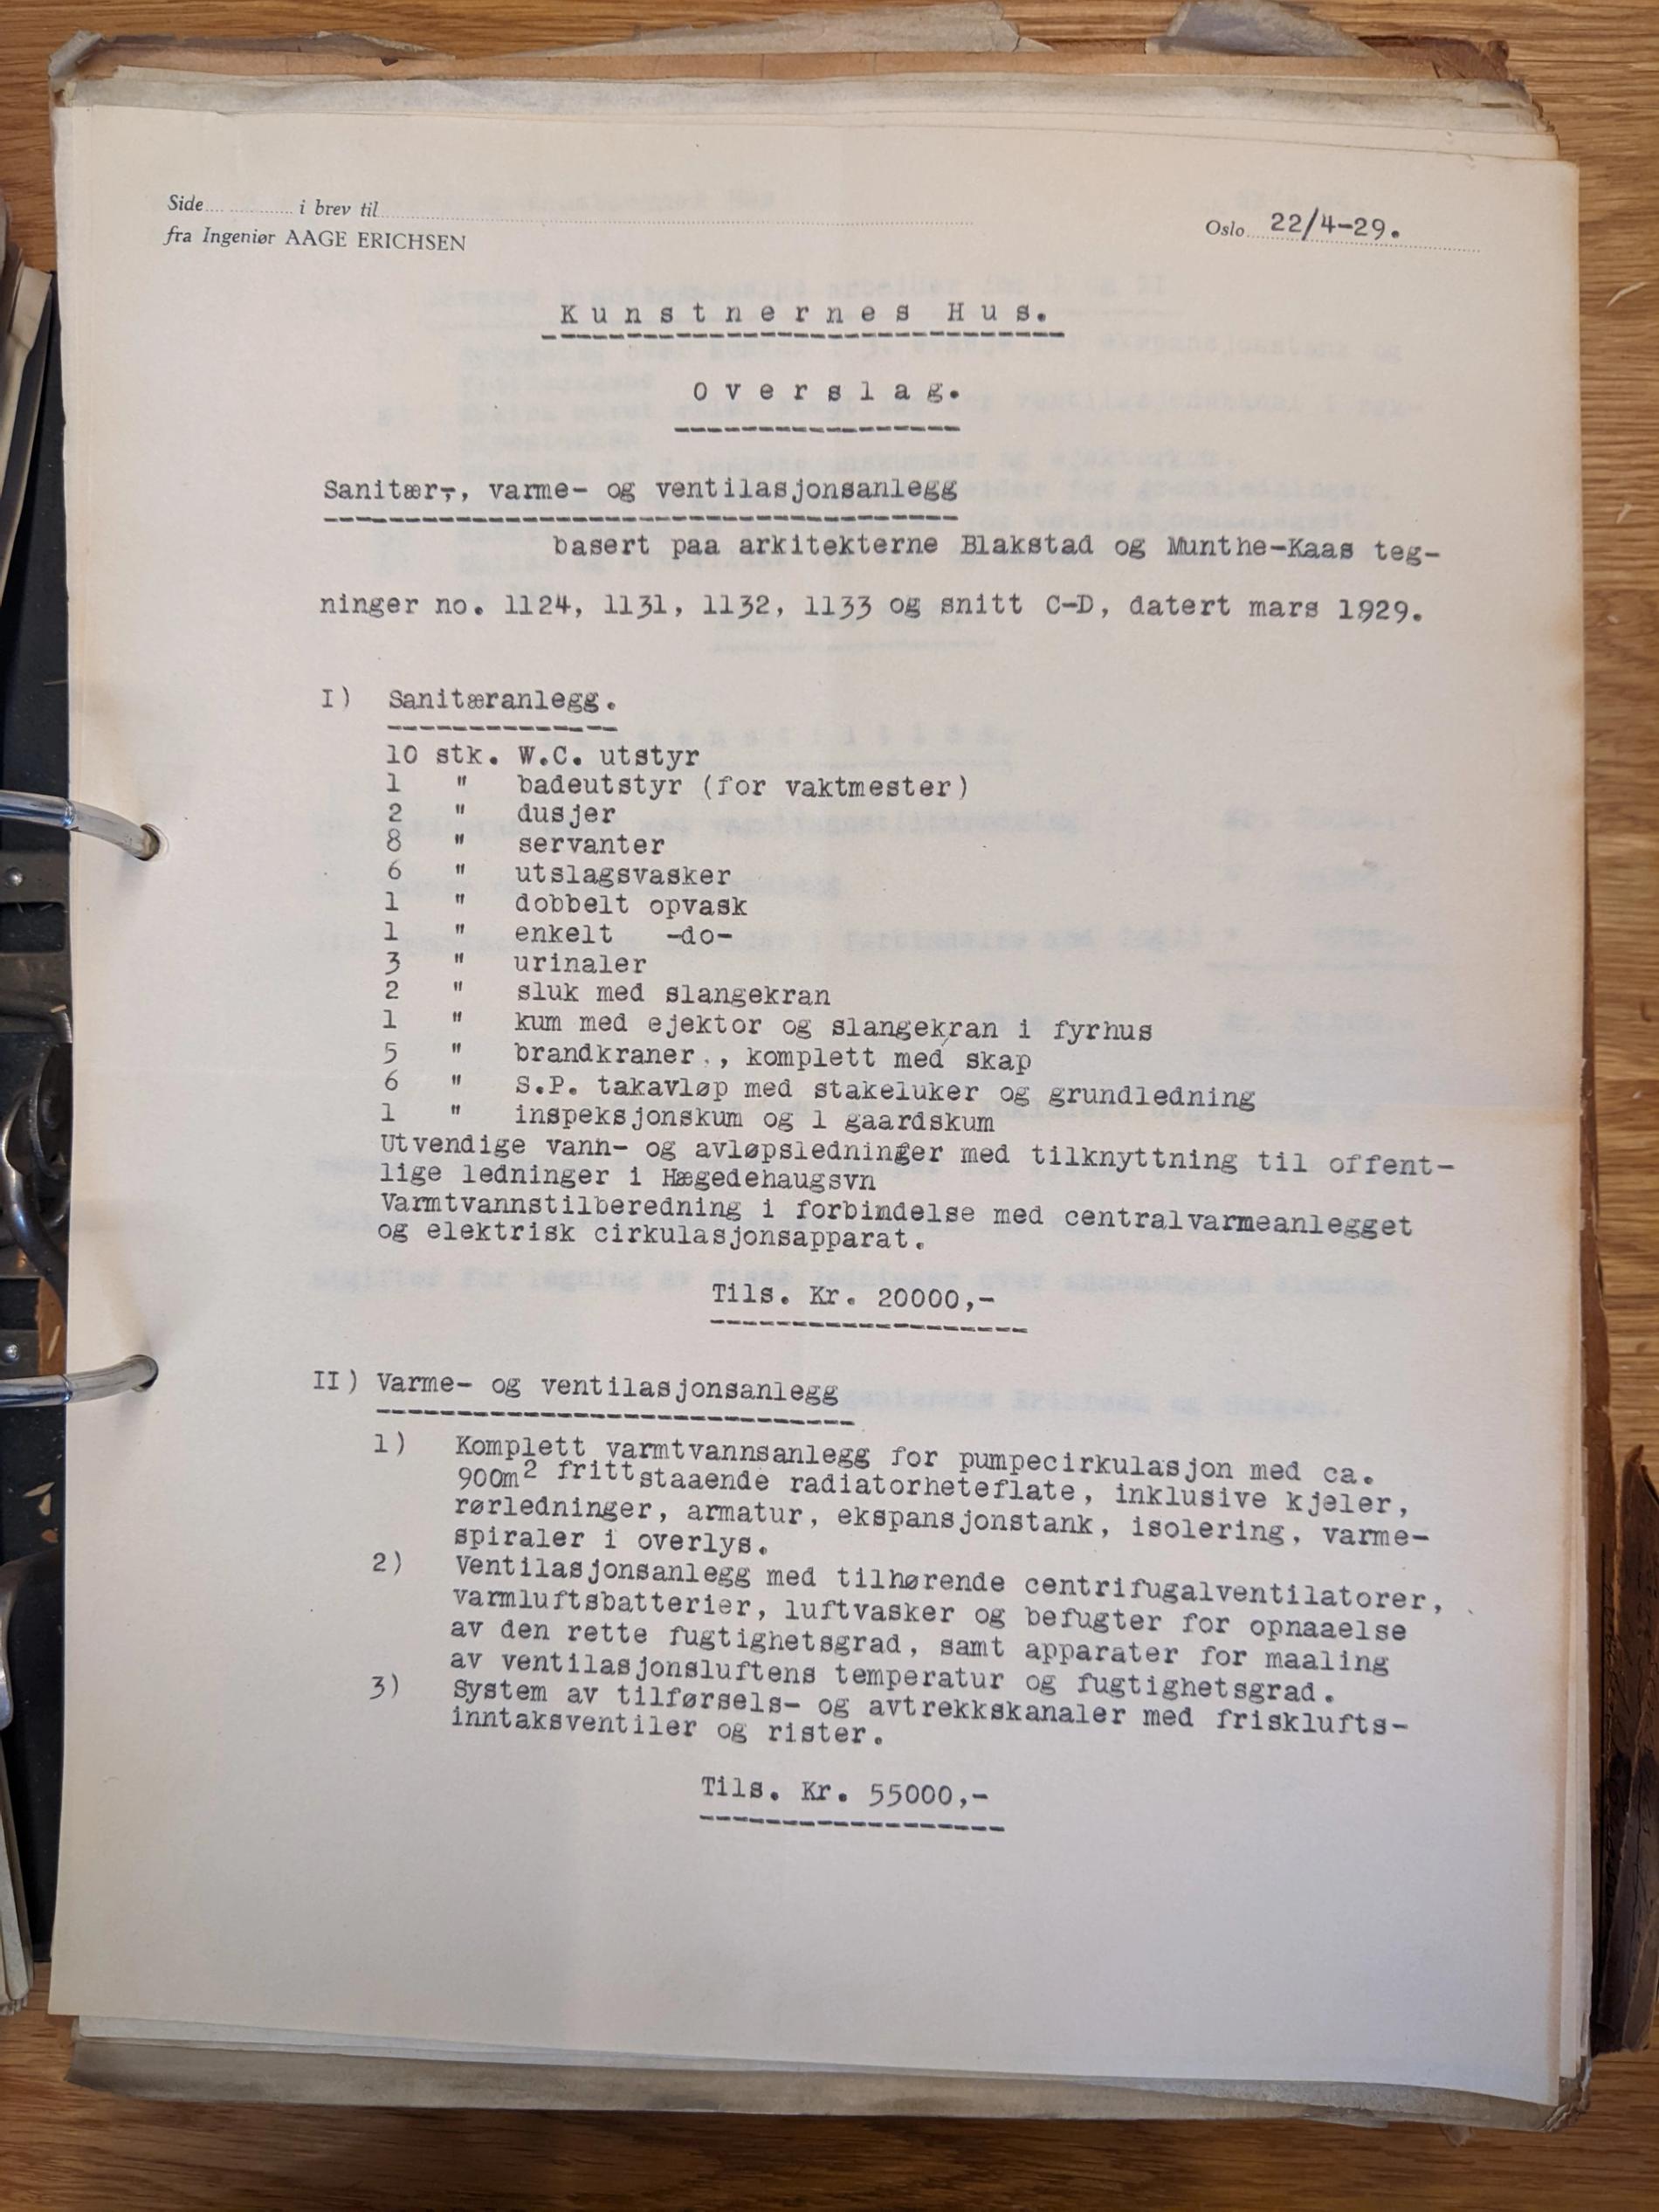 Side.............. i brev til
fra Ingeniør AAGE ERICHSEN
Oslo 22/4-29.
Kunstnernes Hus.
Overslag.
Sanitær-, varme- og ventilasjonsanlegg
basert paa arkitekterne Blakstad og Munthe-Kaas teg-
ninger no. 1124, 1131, 1132, 1133 og snitt C-D, datert mars 1929.
I) Sanitæranlegg.
10 stk. W.C. utstyr
1 " badeutstyr (for vaktmester)
2 " dusjer
8 " servanter
6 " utslagsvasker
1 " dobbelt opvask
1 " enkelt -do-
3 " urinaler
2 " sluk med slangekran
1 " kum med ejektor og slangekran i fyrhus
5 " brandkraner., komplett med skap
6 " S.P. takavløp med stakeluker og grundledning
1 " inspeksjonskum og 1 gaardskum
Utvendige vann- og avløpsledninger med tilknyttning til offent-
lige ledninger i Hægedehaugsvn
Varmtvannstilberedning i forbindelse med centralvarmeanlegget
og elektrisk cirkulasjonsapparat.
Tils. Kr. 20000,-
II) Varme- og ventilasjonsanlegg
1) Komplett varmtvannsanlegg for pumpecirkulasjon med ca.
900m2 frittstaaende radiatorheteflate, inklusive kjeler,
rørledninger, armatur, ekspansjonstank, isolering, varme-
spiraler i overlys.
2) Ventilasjonsanlegg med tilhørende centrifugalventilatorer,
varmluftsbatterier, luftvasker og befugter for opnaaelse
av den rette fugtighetsgrad, samt apparater for maaling
av ventilasjonsluftens temperatur og fugtighetsgrad.
3) System av tilførsels- og avtrekkskanaler med frisklufts-
inntaksventiler og rister.
Tils. Kr. 55000,-